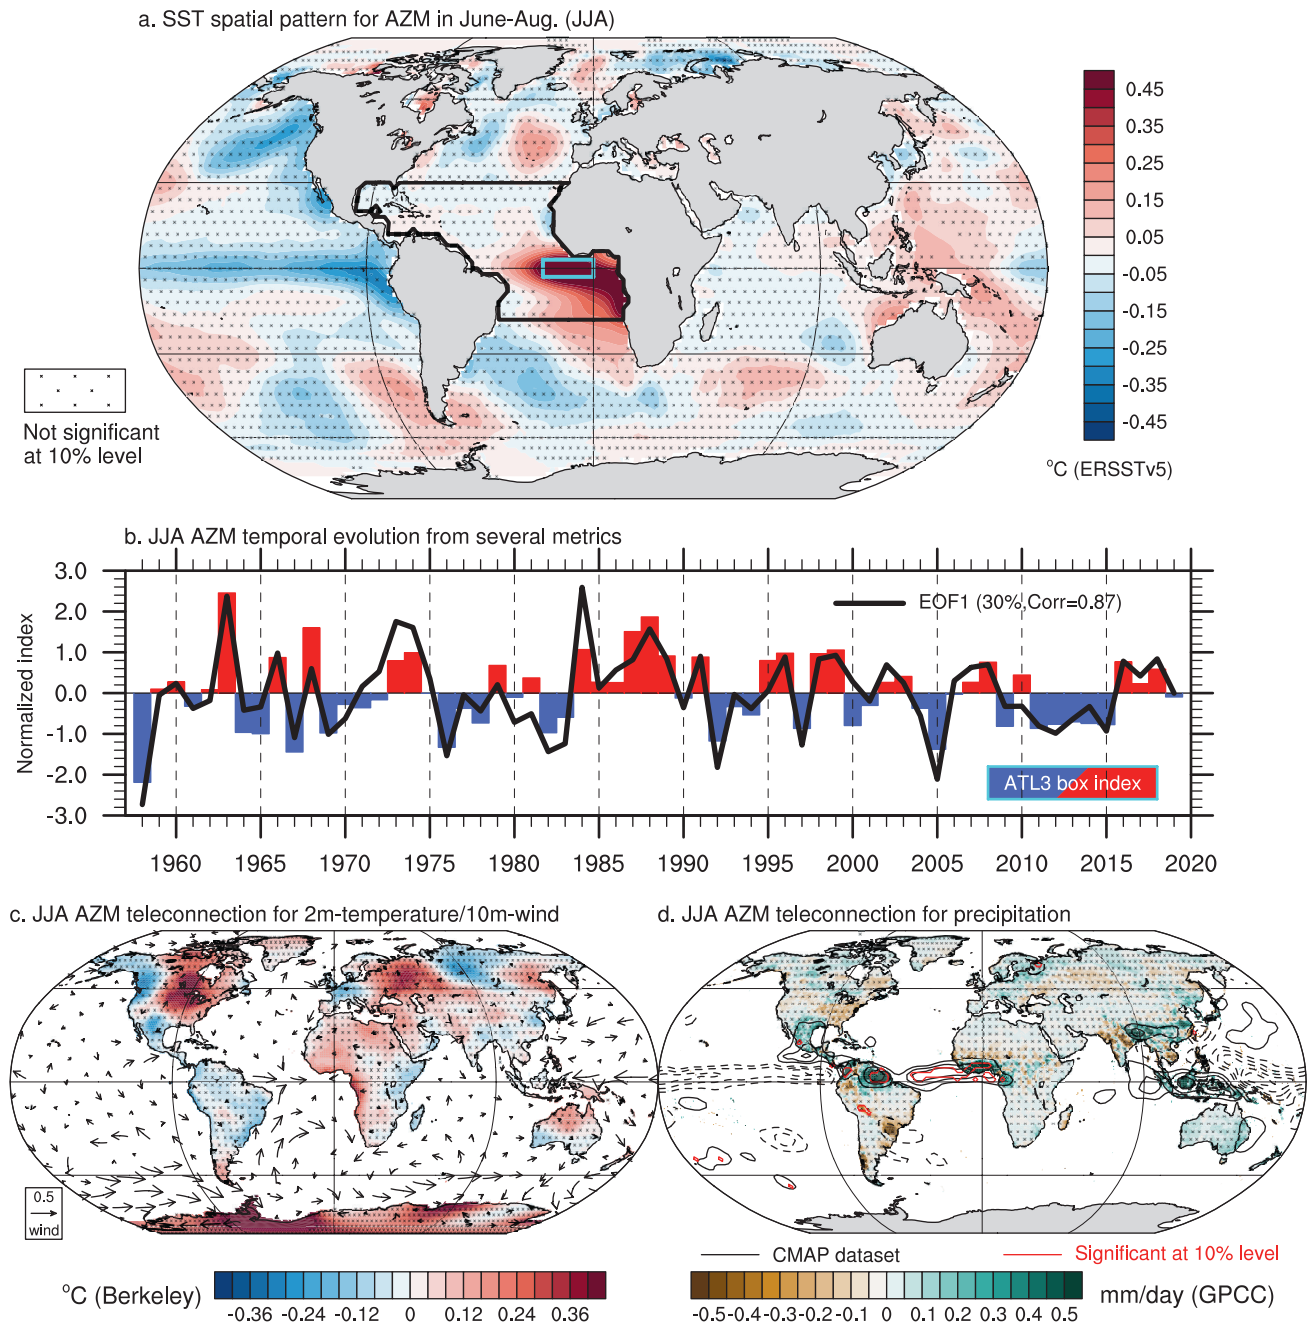 a. SST spatial pattern for AZM in June-Aug. (JJA)
0.45
0.35
0.25
0.15
0.05
-0.05
-0.15
-0.25
-0.35
-0.45
°C (ERSSTv5)
Not significant
at 10% level
b. JJA AZM temporal evolution from several metrics
Normalized index
3.0
2.0
1.0
0.0
-1.0
-2.0
-3.0
EOF1 (30%,Corr=0.87)
ATL3 box index
1960 1965 1970 1975 1980 1985 1990 1995 2000 2005 2010 2015 2020
c. JJA AZM teleconnection for 2m-temperature/10m-wind
0.5
wind
°C (Berkeley)
-0.36 -0.24 -0.12 0 0.12 0.24 0.36
d. JJA AZM teleconnection for precipitation
CMAP dataset
Significant at 10% level
-0.5 -0.4 -0.3 -0.2 -0.1 0 0.1 0.2 0.3 0.4 0.5
mm/day (GPCC)